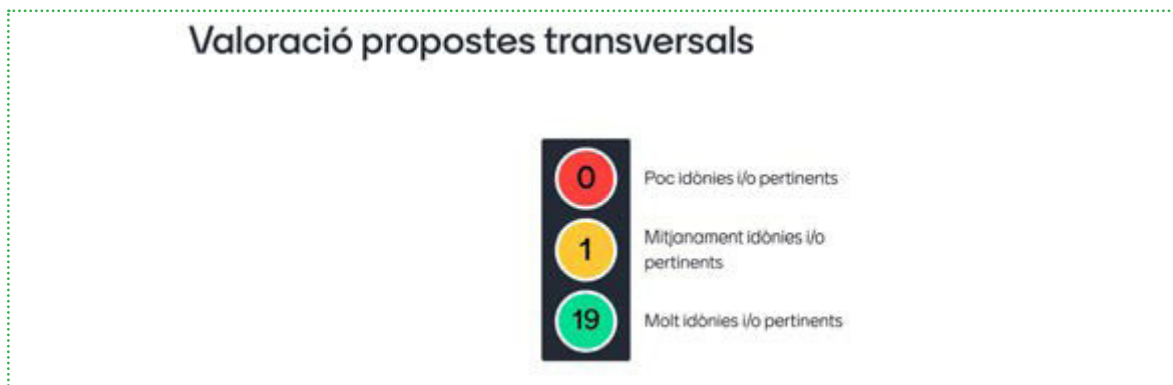 Valoració propostes transversals
0
Poc idònies i/o pertinents
1
Mitjanament idònies i/o
pertinents
19
Molt idònies i/o pertinents